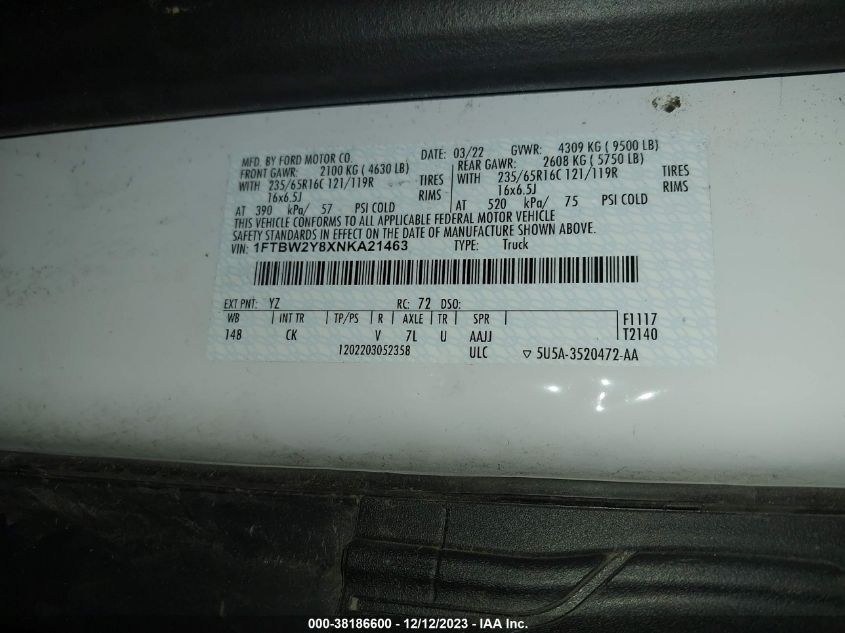 MFD. BY FORD MOTOR CO. DATE: 03/22 GVWR: 4309 KG ( 9500 LB)
FRONT GAWR: 2100 KG ( 4630 LB) REAR GAWR: 2608 KG ( 5750 LB)
WITH 235/65R16C 121/119R TIRES WITH 235/65R16C 121/119R TIRES
16x6.5J RIMS 16x6.5J RIMS
AT 390 kPa/ 57 PSI COLD AT 520 kPa/ 75 PSI COLD
THIS VEHICLE CONFORMS TO ALL APPLICABLE FEDERAL MOTOR VEHICLE
SAFETY STANDARDS IN EFFECT ON THE DATE OF MANUFACTURE SHOWN ABOVE.
VIN: 1FTBW2Y8XNKA21463 TYPE: Truck
EXT PNT: YZ RC: 72 DSO:
WB | INT TR | TP/PS | R | AXLE | TR | SPR | F1117
148 CK V 7L U AAJJ T2140
1202203052358 ULC ▽ 5U5A-3520472-AA
000-38186600 - 12/12/2023 - IAA Inc.